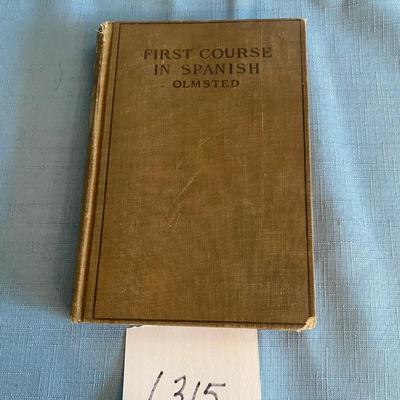 FIRST COURSE
IN SPANISH
OLMSTED
1315